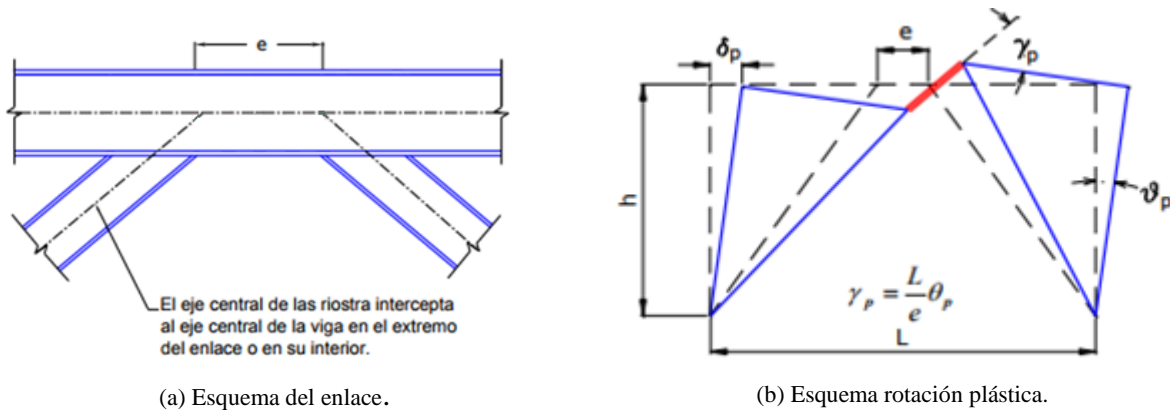 e
El eje central de las riostra intercepta
al eje central de la viga en el extremo
del enlace o en su interior.
(a) Esquema del enlace.
δp
e
γp
h
ϑp
γp = L/e θp
L
(b) Esquema rotación plástica.